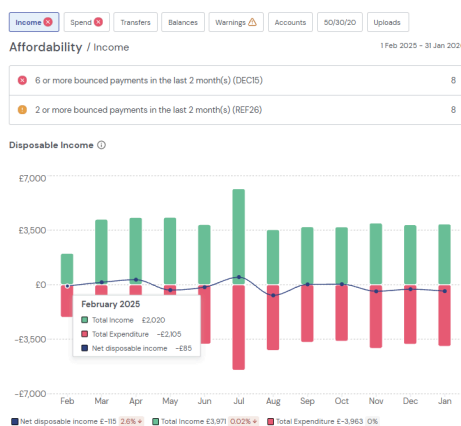 Income Spend Transfers Balances Warnings Accounts 50/30/20 Uploads
Affordability / Income 1 Feb 2025 - 31 Jan 2026
6 or more bounced payments in the last 2 month(s) (DEC15) 8
2 or more bounced payments in the last 2 month(s) (REF26) 8
Disposable Income
£7,000
£3,500
£0
February 2025
Total Income £2,020
Total Expenditure -£2,105
Net disposable income -£85
-£3,500
-£7,000
Feb Mar Apr May Jun Jul Aug Sep Oct Nov Dec Jan
Net disposable income £-115 2.6% ↓ Total Income £3,971 0.02% ↓ Total Expenditure £-3,963 0%